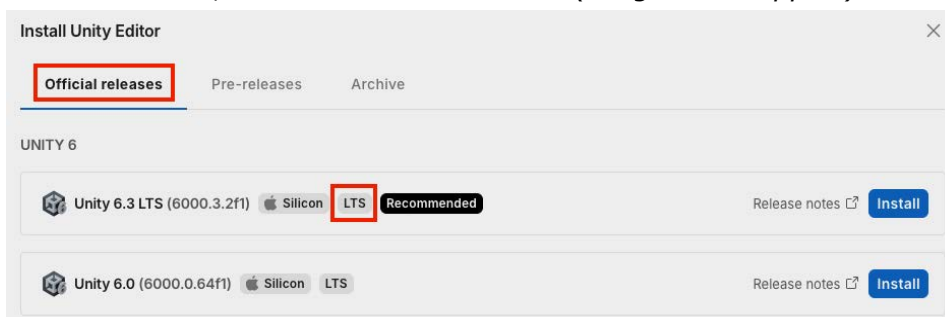 Install Unity Editor
Official releases Pre-releases Archive
UNITY 6
Unity 6.3 LTS (6000.3.2f1) Silicon LTS Recommended Release notes Install
Unity 6.0 (6000.0.64f1) Silicon LTS Release notes Install